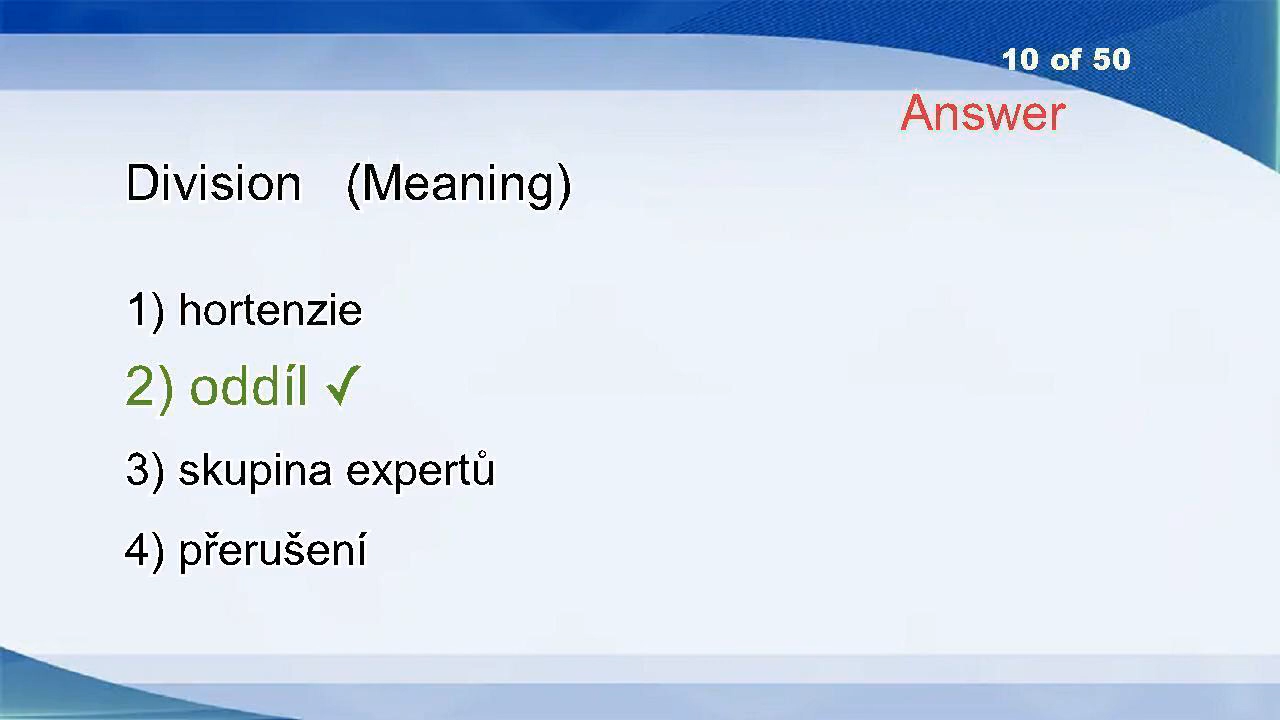 10 of 50
Answer
Division (Meaning)
1) hortenzie
2) oddíl ✓
3) skupina expertů
4) přerušení